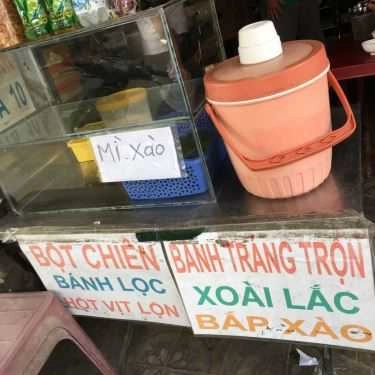 A 10
MÌ. Xào
BỘT CHIÊN
BÁNH LỌC
HỘT VỊT LỘN
BÁNH TRÁNG TRỘN
XOÀI LẮC
BẮP XÀO